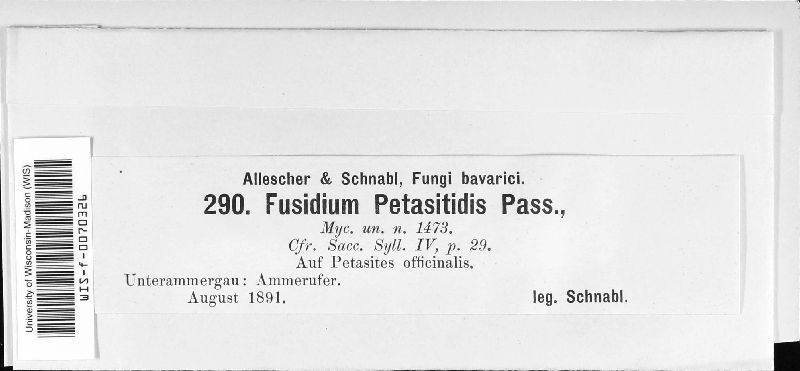 Allescher & Schnabl, Fungi bavarici.
290. Fusidium Petasitidis Pass.,
Myc. un. n. 1473.
Cfr. Sacc. Syll. IV, p. 29.
Auf Petasites officinalis.
Unterammergau: Ammerufer.
August 1891.
leg. Schnabl.
University of Wisconsin-Madison (WIS)
WIS-f-0020326